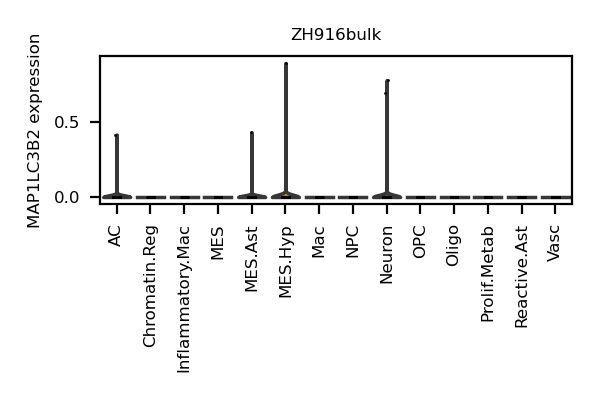 ZH916bulk
MAP1LC3B2 expression
0.5
0.0
AC
Chromatin.Reg
Inflammatory.Mac
MES
MES.Ast
MES.Hyp
Mac
NPC
Neuron
OPC
Oligo
Prolif.Metab
Reactive.Ast
Vasc